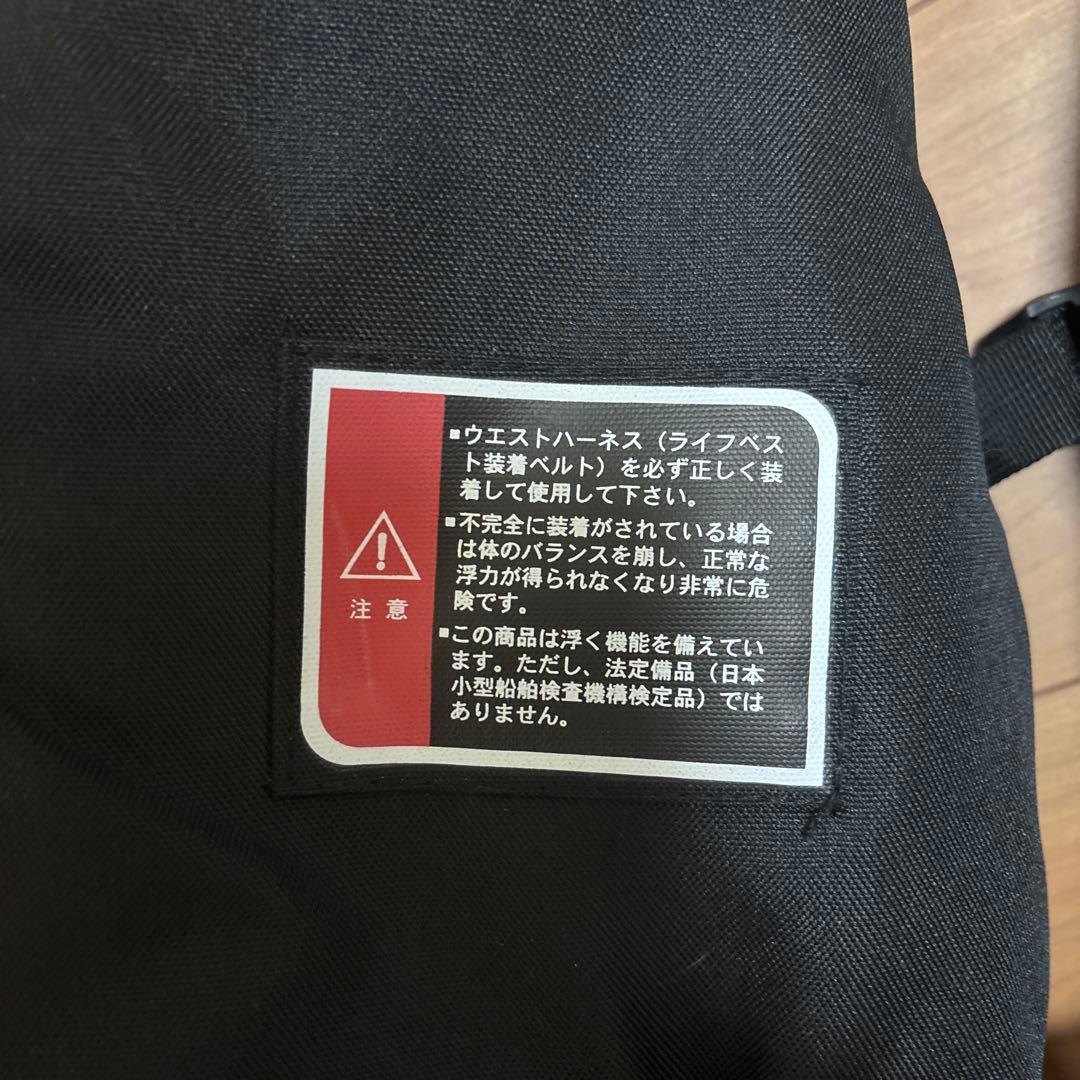 ■ウエストハーネス（ライフベス
ト装着ベルト）を必ず正しく装
着して使用して下さい。
■不完全に装着がされている場合
は体のバランスを崩し、正常な
浮力が得られなくなり非常に危
険です。
■この商品は浮く機能を備えてい
ます。ただし、法定備品（日本
小型船舶検査機構検定品）では
ありません。
注意